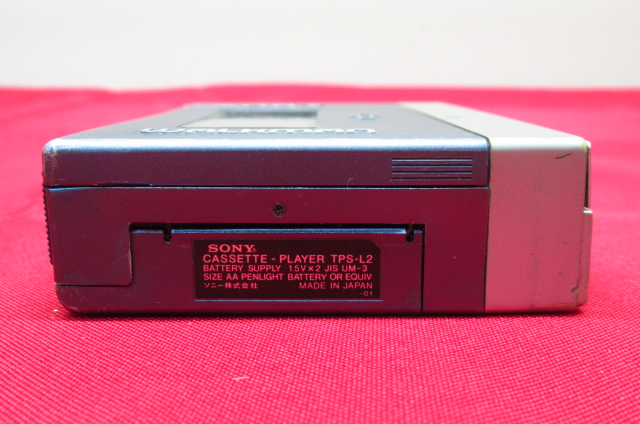 WALKMAN
SONY
CASSETTE - PLAYER TPS-L2
BATTERY SUPPLY 1.5V×2 JIS UM-3
SIZE AA PENLIGHT BATTERY OR EQUIV
ソニー株式会社 MADE IN JAPAN
-01